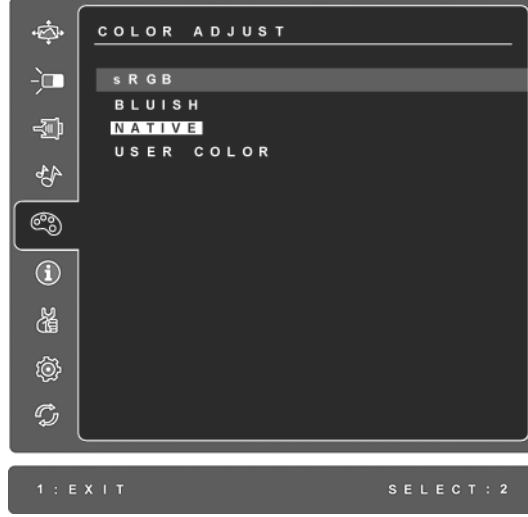 COLOR ADJUST
sRGB
BLUISH
NATIVE
USER COLOR
1:EXIT SELECT:2